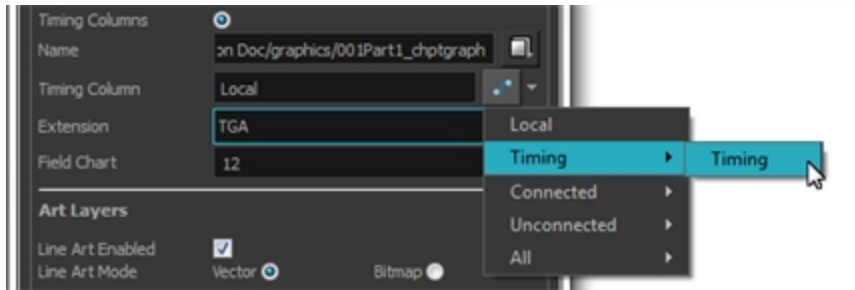 Timing Columns
Name on Doc/graphics/001Part1_chptgraph
Timing Column Local
Extension TGA
Field Chart 12
Local
Timing Timing
Connected
Unconnected
All
Art Layers
Line Art Enabled
Line Art Mode Vector Bitmap